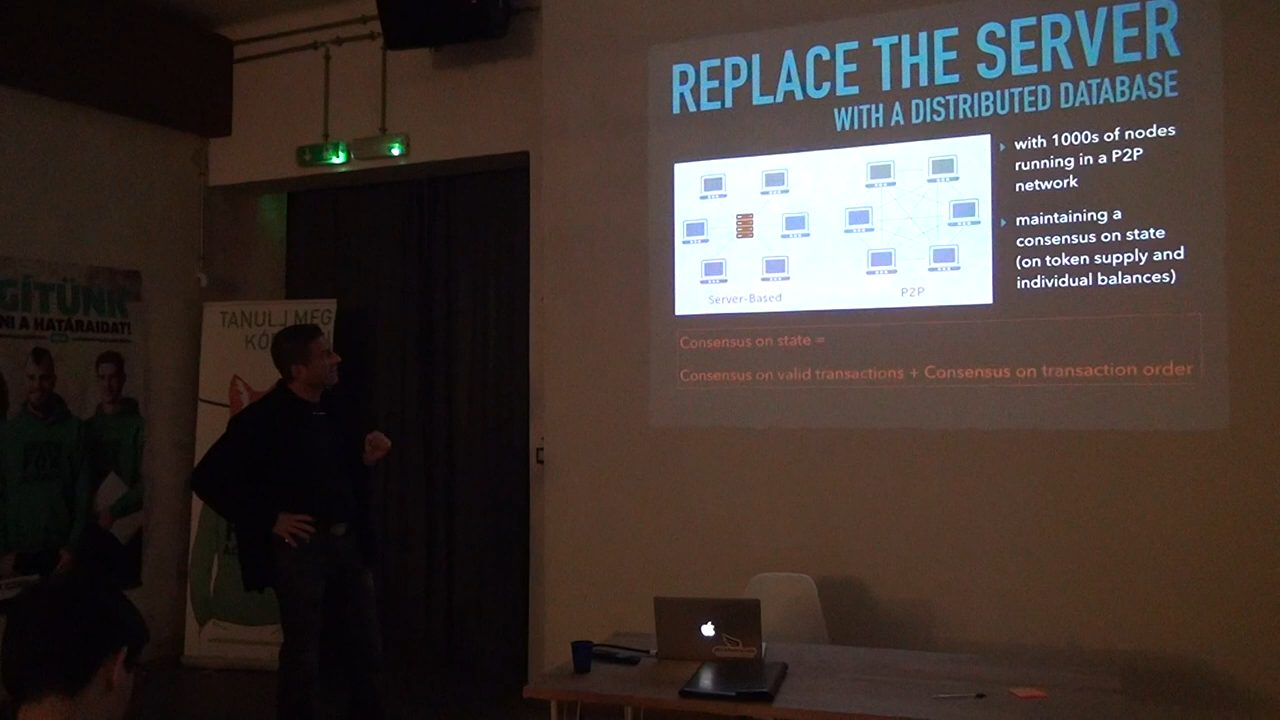 REPLACE THE SERVER
WITH A DISTRIBUTED DATABASE
with 1000s of nodes
running in a P2P
network
maintaining a
consensus on state
(on token supply and
individual balances)
Server-Based
P2P
Consensus on state =
Consensus on valid transactions + Consensus on transaction order
GÍTÜNK
NI A HATÁRAIDAT!
TANULJ MEG